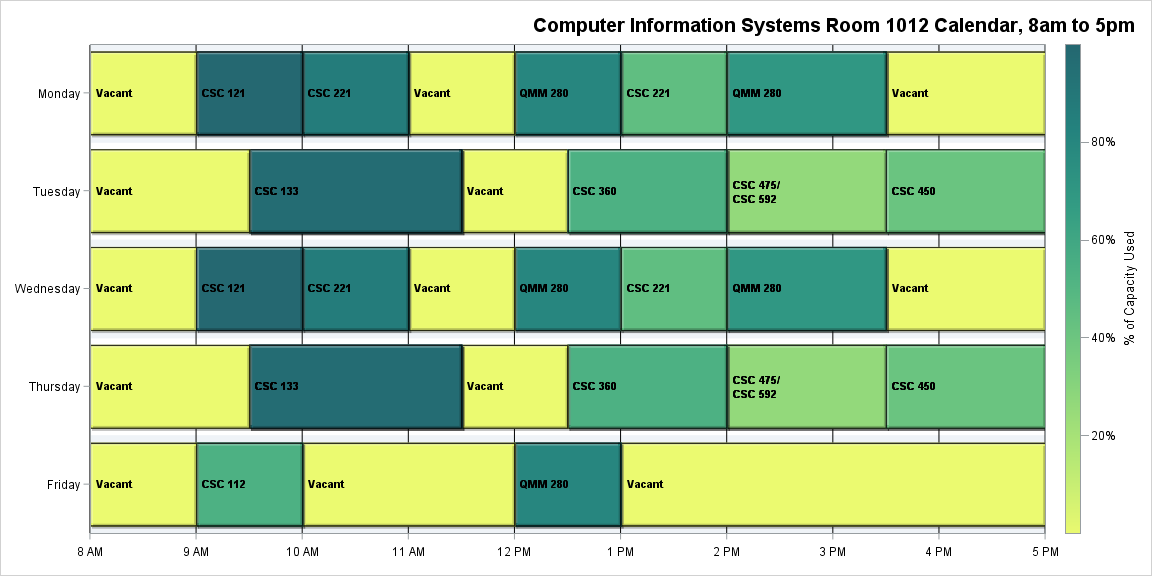 Computer Information Systems Room 1012 Calendar, 8am to 5pm
Monday
Vacant
CSC 121
CSC 221
Vacant
QMM 280
CSC 221
QMM 280
Vacant
Tuesday
Vacant
CSC 133
Vacant
CSC 360
CSC 475/
CSC 592
CSC 450
Wednesday
Vacant
CSC 121
CSC 221
Vacant
QMM 280
CSC 221
QMM 280
Vacant
Thursday
Vacant
CSC 133
Vacant
CSC 360
CSC 475/
CSC 592
CSC 450
Friday
Vacant
CSC 112
Vacant
QMM 280
Vacant
8 AM
9 AM
10 AM
11 AM
12 PM
1 PM
2 PM
3 PM
4 PM
5 PM
80%
60%
40%
20%
% of Capacity Used